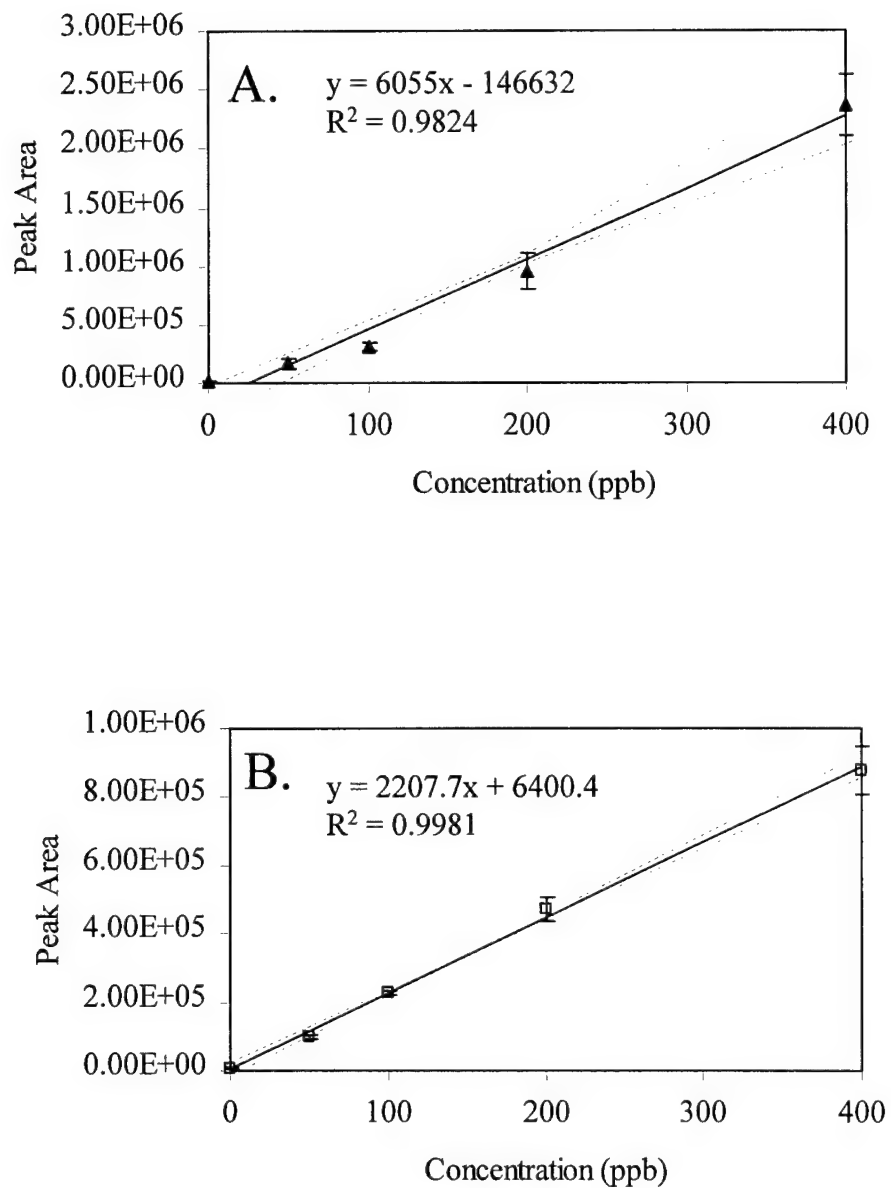 3.00E+06
2.50E+06
2.00E+06
1.50E+06
1.00E+06
5.00E+05
0.00E+00
Peak Area
A.
y = 6055x - 146632
R² = 0.9824
0 100 200 300 400
Concentration (ppb)
1.00E+06
8.00E+05
6.00E+05
4.00E+05
2.00E+05
0.00E+00
Peak Area
B.
y = 2207.7x + 6400.4
R² = 0.9981
0 100 200 300 400
Concentration (ppb)